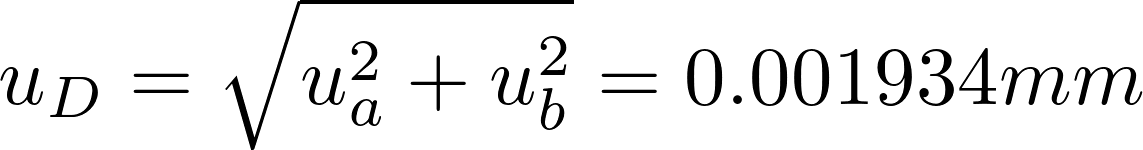 u_D = \sqrt{u_a^2 + u_b^2} = 0.001934mm